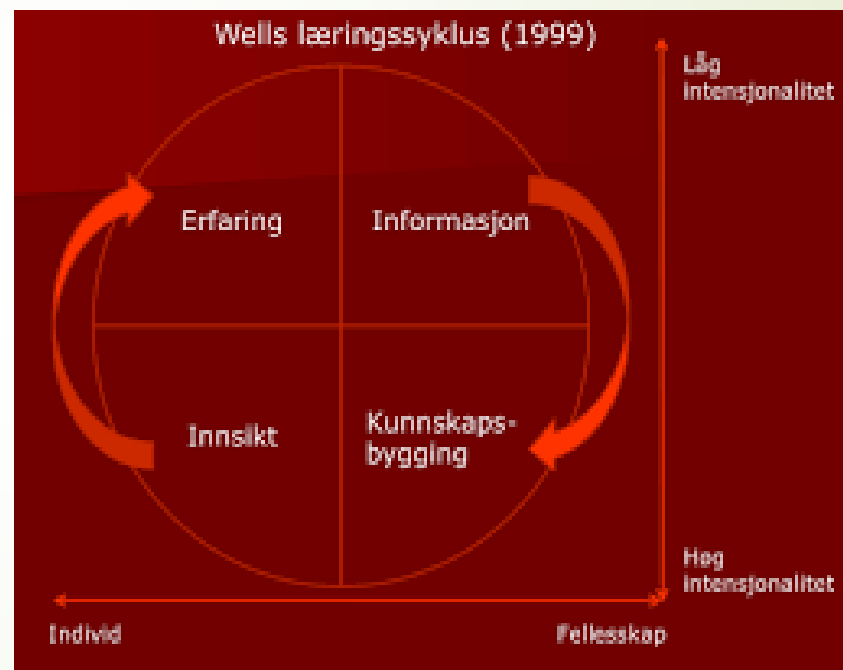 Wells læringssyklus (1999)
Låg
intensjonalitet
Erfaring
Informasjon
Innsikt
Kunnskaps-
bygging
Høg
intensjonalitet
Individ
Fellesskap